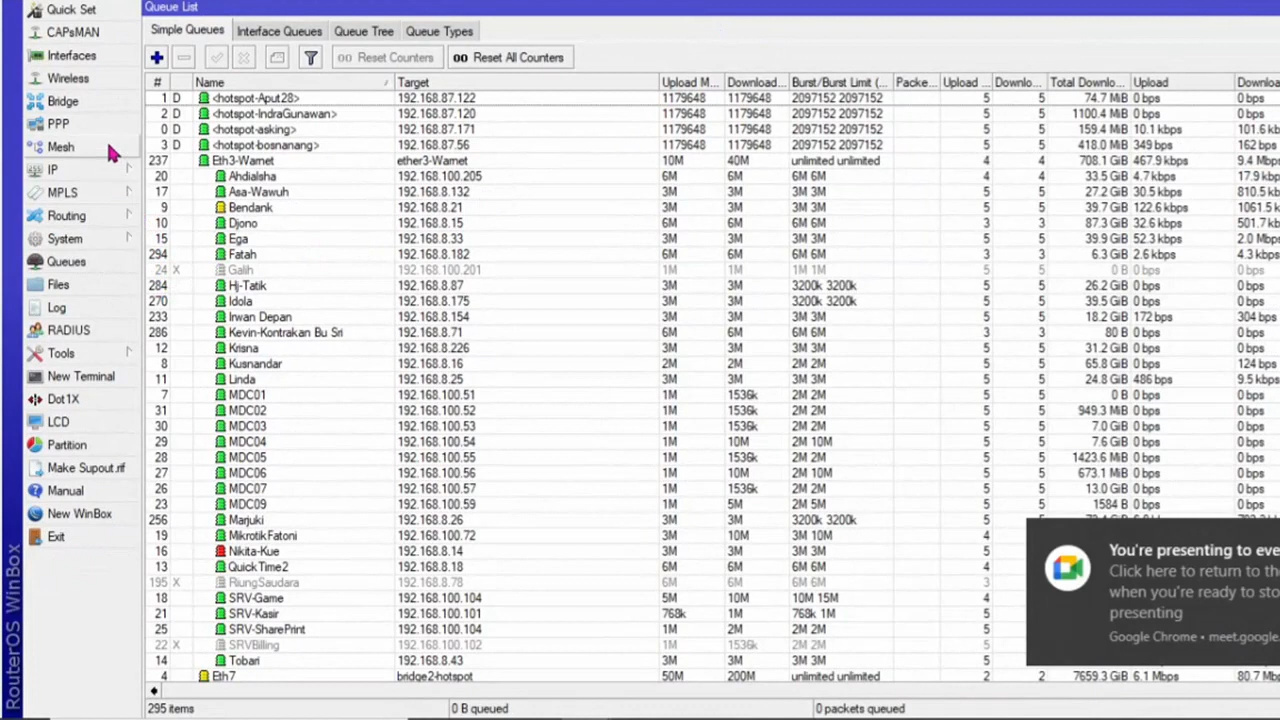 Queue List
Quick Set
CAPsMAN
Interfaces
Wireless
Bridge
PPP
Mesh
IP
MPLS
Routing
System
Queues
Files
Log
RADIUS
Tools
New Terminal
Dot1X
LCD
Partition
Make Supout.rif
Manual
New WinBox
Exit
RouterOS WinBox
Simple Queues Interface Queues Queue Tree Queue Types
00 Reset Counters 00 Reset All Counters
# Name Target Upload M... Download... Burst/Burst Limit (... Packe... Upload ... Downlo... Total Downlo... Upload Downloa
1 D <hotspot-Aput28> 192.168.87.122 1179648 1179648 2097152 2097152 5 5 74.7 MiB 0 bps 0 bps
2 D <hotspot-IndraGunawan> 192.168.87.120 1179648 1179648 2097152 2097152 5 5 1100.4 MiB 0 bps 0 bps
0 D <hotspot-asking> 192.168.87.171 1179648 1179648 2097152 2097152 5 5 159.4 MiB 10.1 kbps 101.6 k
3 D <hotspot-bosnanang> 192.168.87.56 1179648 1179648 2097152 2097152 5 5 418.0 MiB 349 bps 162 bps
237 Eth3-Warnet ether3-Warnet 10M 40M unlimited unlimited 4 4 708.1 GiB 467.9 kbps 9.4 Mbps
20 Ahdialsha 192.168.100.205 6M 6M 6M 6M 4 4 33.5 GiB 4.7 kbps 17.9 kb
17 Asa-Wawuh 192.168.8.132 3M 3M 3M 3M 5 5 27.2 GiB 30.5 kbps 810.5 k
9 Bendank 192.168.8.21 3M 3M 3M 3M 5 5 39.7 GiB 122.6 kbps 1061.5
10 Djono 192.168.8.15 6M 6M 6M 6M 3 3 87.3 GiB 32.6 kbps 501.7 k
15 Ega 192.168.8.33 3M 3M 3M 3M 5 5 39.9 GiB 52.3 kbps 2.0 Mbp
294 Fatah 192.168.8.182 6M 6M 6M 6M 3 3 6.3 GiB 2.6 kbps 4.3 kbp
24 X Galih 192.168.100.201 1M 1M 1M 1M 5 5 0 B 0 bps 0 bps
284 Hj-Tatik 192.168.8.87 3M 3M 3200k 3200k 5 5 26.2 GiB 0 bps 0 bps
270 Idola 192.168.8.175 3M 3M 3200k 3200k 5 5 39.5 GiB 0 bps 0 bps
233 Irwan Depan 192.168.8.154 3M 3M 3M 3M 5 5 18.2 GiB 172 bps 304 bps
286 Kevin-Kontrakan Bu Sri 192.168.8.71 6M 6M 6M 6M 3 3 80 B 0 bps 0 bps
12 Krisna 192.168.8.226 3M 3M 3M 3M 5 5 31.2 GiB 0 bps 0 bps
8 Kusnandar 192.168.8.16 2M 2M 2M 2M 5 5 65.8 GiB 0 bps 124 bps
11 Linda 192.168.8.25 3M 3M 3M 3M 5 5 24.8 GiB 486 bps 9.5 kbp
7 MDC01 192.168.100.51 1M 1536k 2M 2M 5 5 0 B 0 bps 0 bps
31 MDC02 192.168.100.52 1M 1536k 2M 2M 5 5 949.3 MiB 0 bps 0 bps
30 MDC03 192.168.100.53 1M 1536k 2M 2M 5 5 7.0 GiB 0 bps 0 bps
29 MDC04 192.168.100.54 1M 10M 2M 10M 5 5 7.6 GiB 0 bps 0 bps
28 MDC05 192.168.100.55 1M 1536k 2M 2M 5 5 1423.6 MiB 0 bps 0 bps
27 MDC06 192.168.100.56 1M 10M 2M 10M 5 5 673.1 MiB 0 bps 0 bps
26 MDC07 192.168.100.57 1M 1536k 2M 2M 5 5 13.0 GiB 0 bps 0 bps
23 MDC09 192.168.100.59 1M 5M 2M 2M 5 5 1584 B 0 bps 0 bps
256 Marjuki 192.168.8.26 3M 3M 3200k 3200k 5
19 MikrotikFatoni 192.168.100.72 3M 10M 3M 10M 4
16 Nikita-Kue 192.168.8.14 3M 3M 3M 3M 5
13 QuickTime2 192.168.8.18 6M 6M 6M 6M 4
195 X RiungSaudara 192.168.8.78 6M 6M 6M 6M 3
18 SRV-Game 192.168.100.104 5M 10M 10M 15M 4
21 SRV-Kasir 192.168.100.101 768k 1M 768k 1M 5
25 SRV-SharePrint 192.168.100.104 1M 2M 2M 2M 5
22 X SRVBilling 192.168.100.102 1M 1536k 2M 2M 5
14 Tobari 192.168.8.43 3M 3M 3M 3M 5
4 Eth7 bridge2-hotspot 50M 200M unlimited unlimited 2 2 7659.3 GiB 6.1 Mbps 80.7 Mb
295 items 0 B queued 0 packets queued
You're presenting to eve
Click here to return to the
when you're ready to sto
presenting
Google Chrome • meet.google.